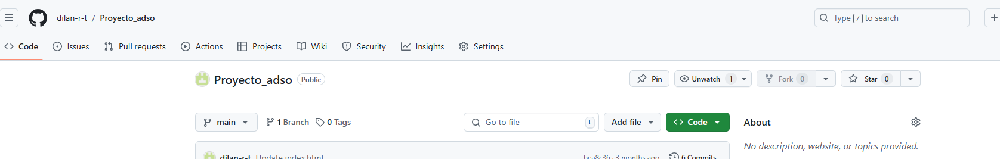 dilan-r-t / Proyecto_adso
Type / to search
Code Issues Pull requests Actions Projects Wiki Security Insights Settings
Proyecto_adso Public
Pin Unwatch 1 Fork 0 Star 0
main 1 Branch 0 Tags Go to file t Add file Code
About
No description, website, or topics provided.
dilan-r-t Update index.html bea8c36 · 3 months ago 6 Commits